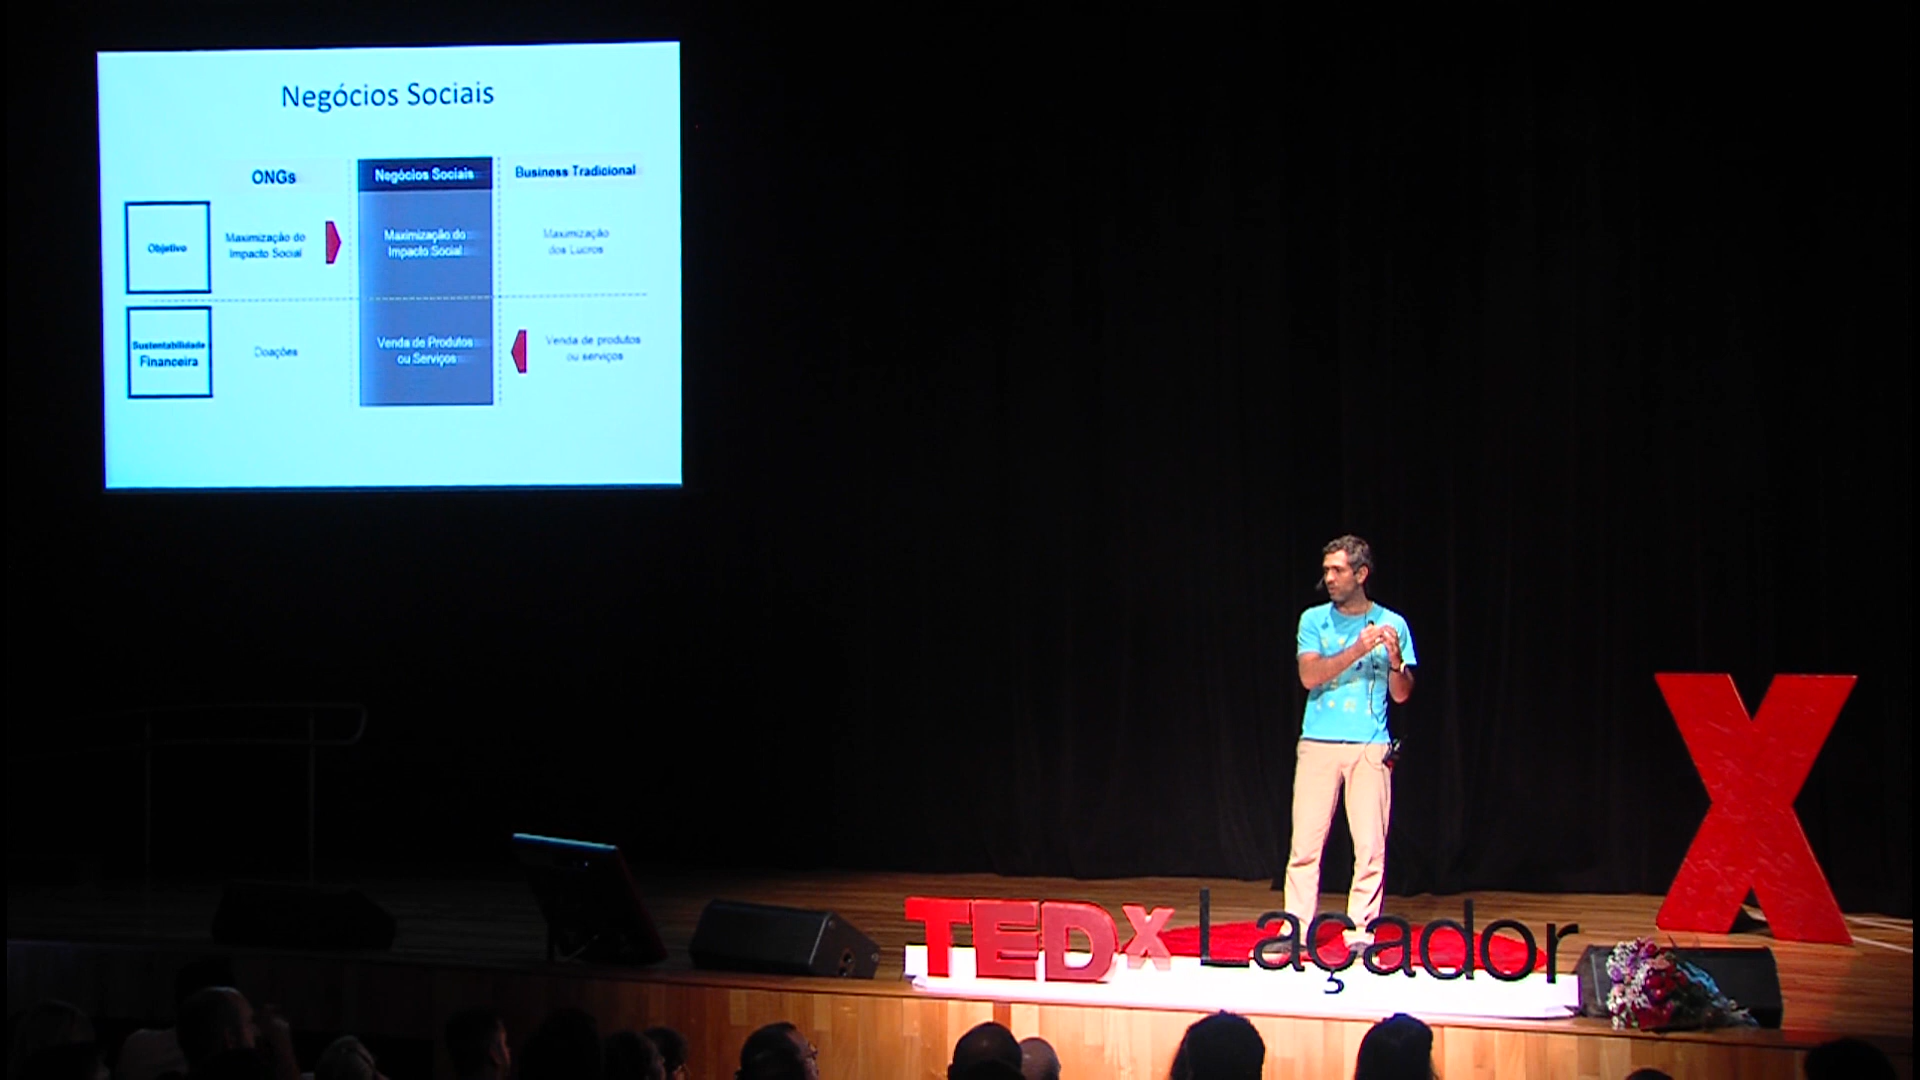 Negócios Sociais
ONGs
Negócios Sociais
Business Tradicional
Objetivo
Maximização do
Impacto Social
Maximização do
Impacto Social
Maximização
dos Lucros
Sustentabilidade
Financeira
Doações
Venda de Produtos
ou Serviços
Venda de produtos
ou serviços
X
TEDx Laçador